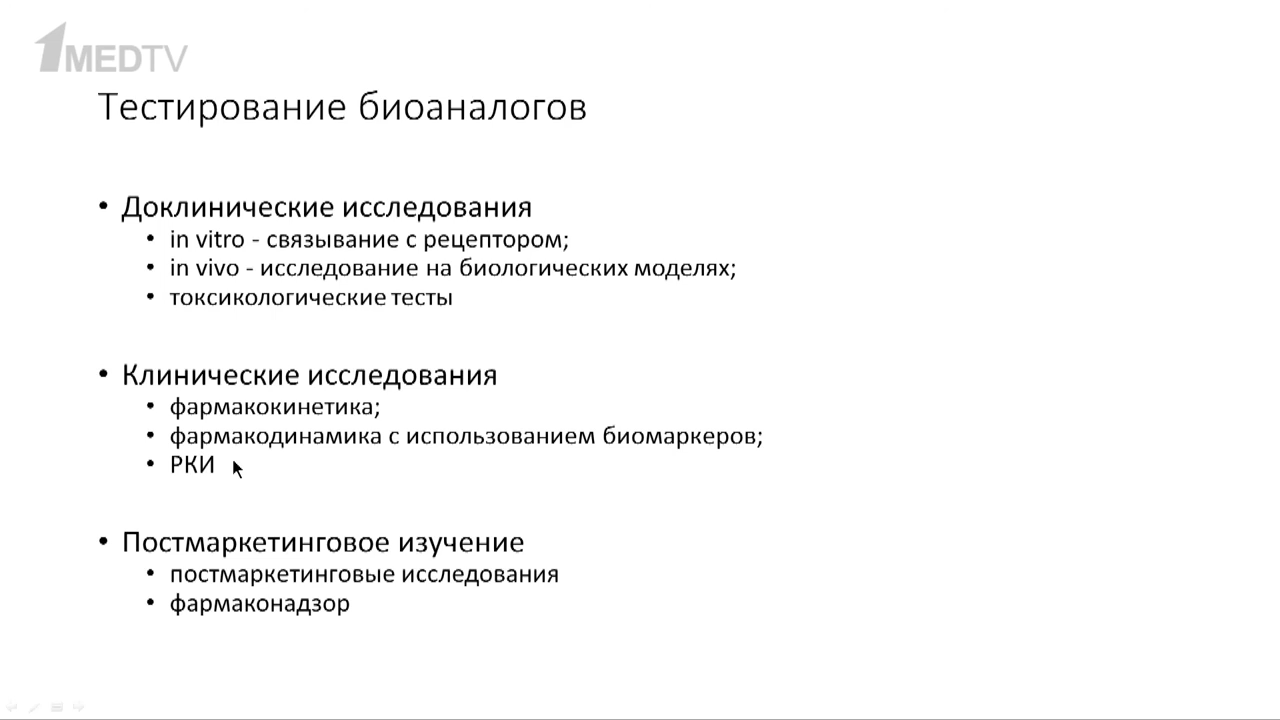 1MEDTV
Тестирование биоаналогов
• Доклинические исследования
• in vitro - связывание с рецептором;
• in vivo - исследование на биологических моделях;
• токсикологические тесты
• Клинические исследования
• фармакокинетика;
• фармакодинамика с использованием биомаркеров;
• РКИ
• Постмаркетинговое изучение
• постмаркетинговые исследования
• фармаконадзор